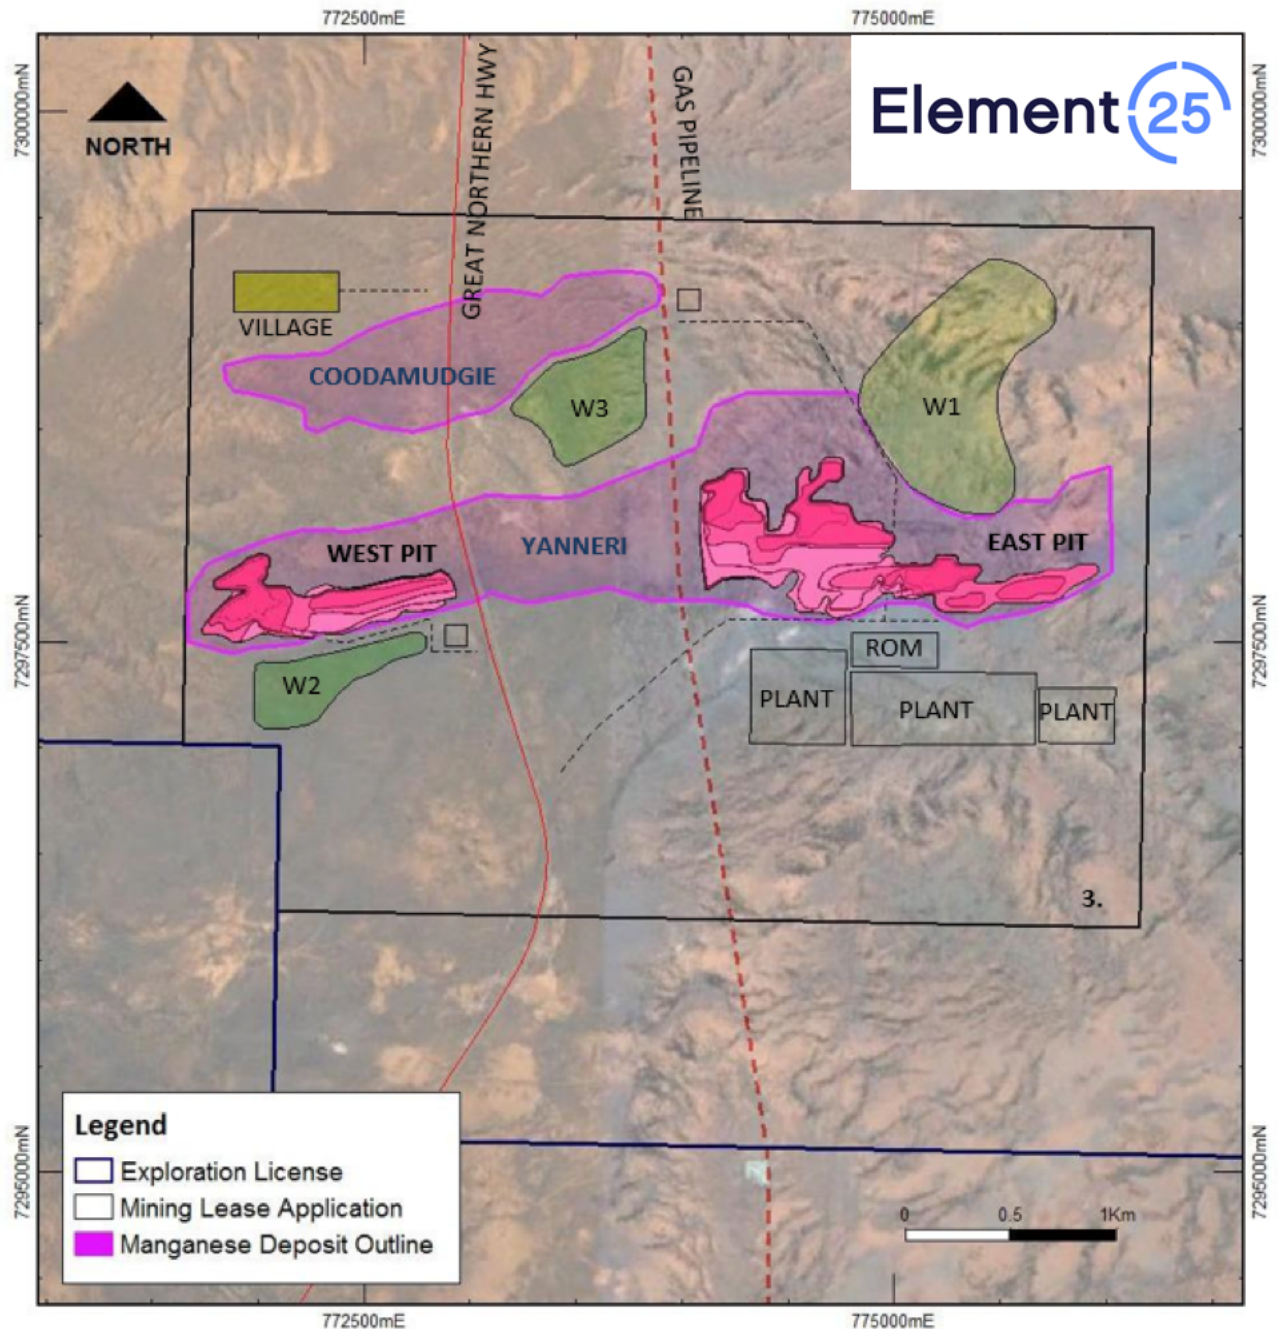 772500mE
775000mE
7300000mN
7300000mN
NORTH
GREAT NORTHERN HWY
GAS PIPELINE
Element 25
VILLAGE
COODAMUDGIE
W3
W1
WEST PIT
YANNERI
EAST PIT
7297500mN
7297500mN
W2
ROM
PLANT
PLANT
PLANT
3.
Legend
Exploration License
Mining Lease Application
Manganese Deposit Outline
7295000mN
7295000mN
0 0.5 1Km
772500mE
775000mE